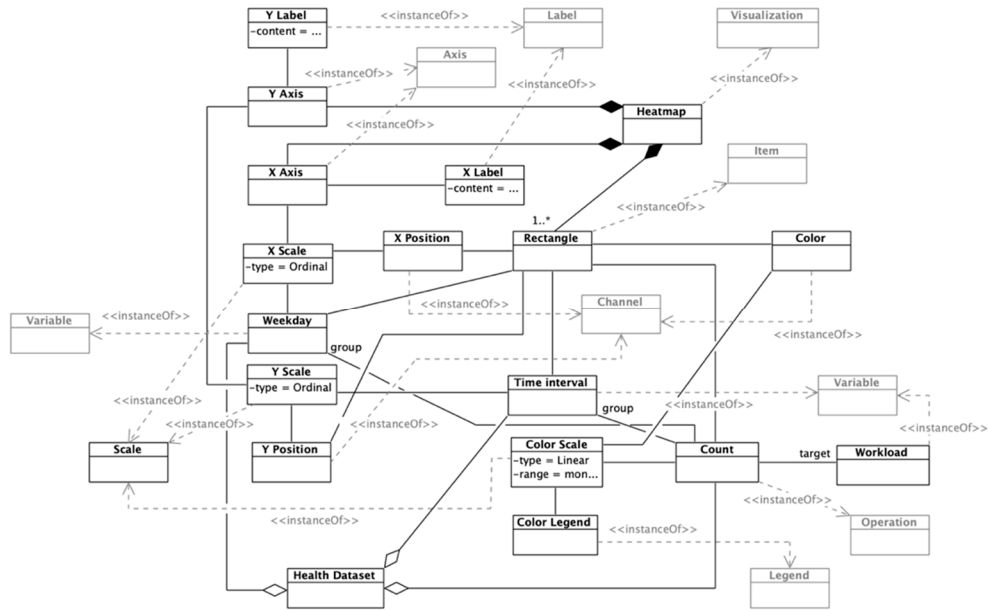 Y Label
<<instanceOf>>
Label
Visualization
-content = ...
Axis
<<instanceOf>>
<<instanceOf>>
<<instanceOf>>
Y Axis
Heatmap
<<instanceOf>>
Item
X Axis
X Label
-content = ...
<<instanceOf>>
1..*
X Position
Rectangle
Color
X Scale
-type = Ordinal
<<instanceOf>>
Channel
Variable
<<instanceOf>>
Weekday
<<instanceOf>>
group
Y Scale
-type = Ordinal
Time interval
Variable
<<instanceOf>>
<<instanceOf>>
group
<<instanceOf>>
<<instanceOf>>
Scale
Y Position
Color Scale
-type = Linear
-range = mon...
Count
target
Workload
<<instanceOf>>
<<instanceOf>>
<<instanceOf>>
Color Legend
<<instanceOf>>
Operation
Health Dataset
Legend